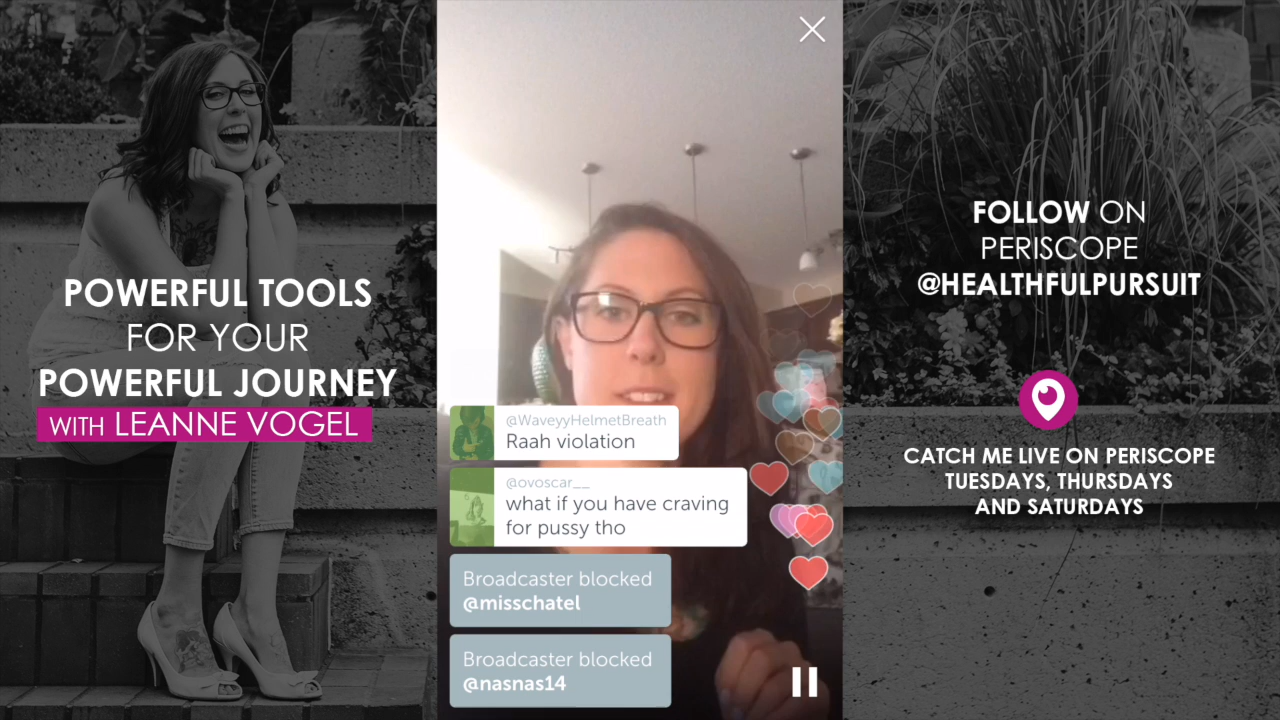 POWERFUL TOOLS
FOR YOUR
POWERFUL JOURNEY
WITH LEANNE VOGEL
@WaveyyHelmetBreath
Raah violation
@ovoscar__
what if you have craving
for pussy tho
Broadcaster blocked
@misschatel
Broadcaster blocked
@nasnas14
FOLLOW ON
PERISCOPE
@HEALTHFULPURSUIT
CATCH ME LIVE ON PERISCOPE
TUESDAYS, THURSDAYS
AND SATURDAYS